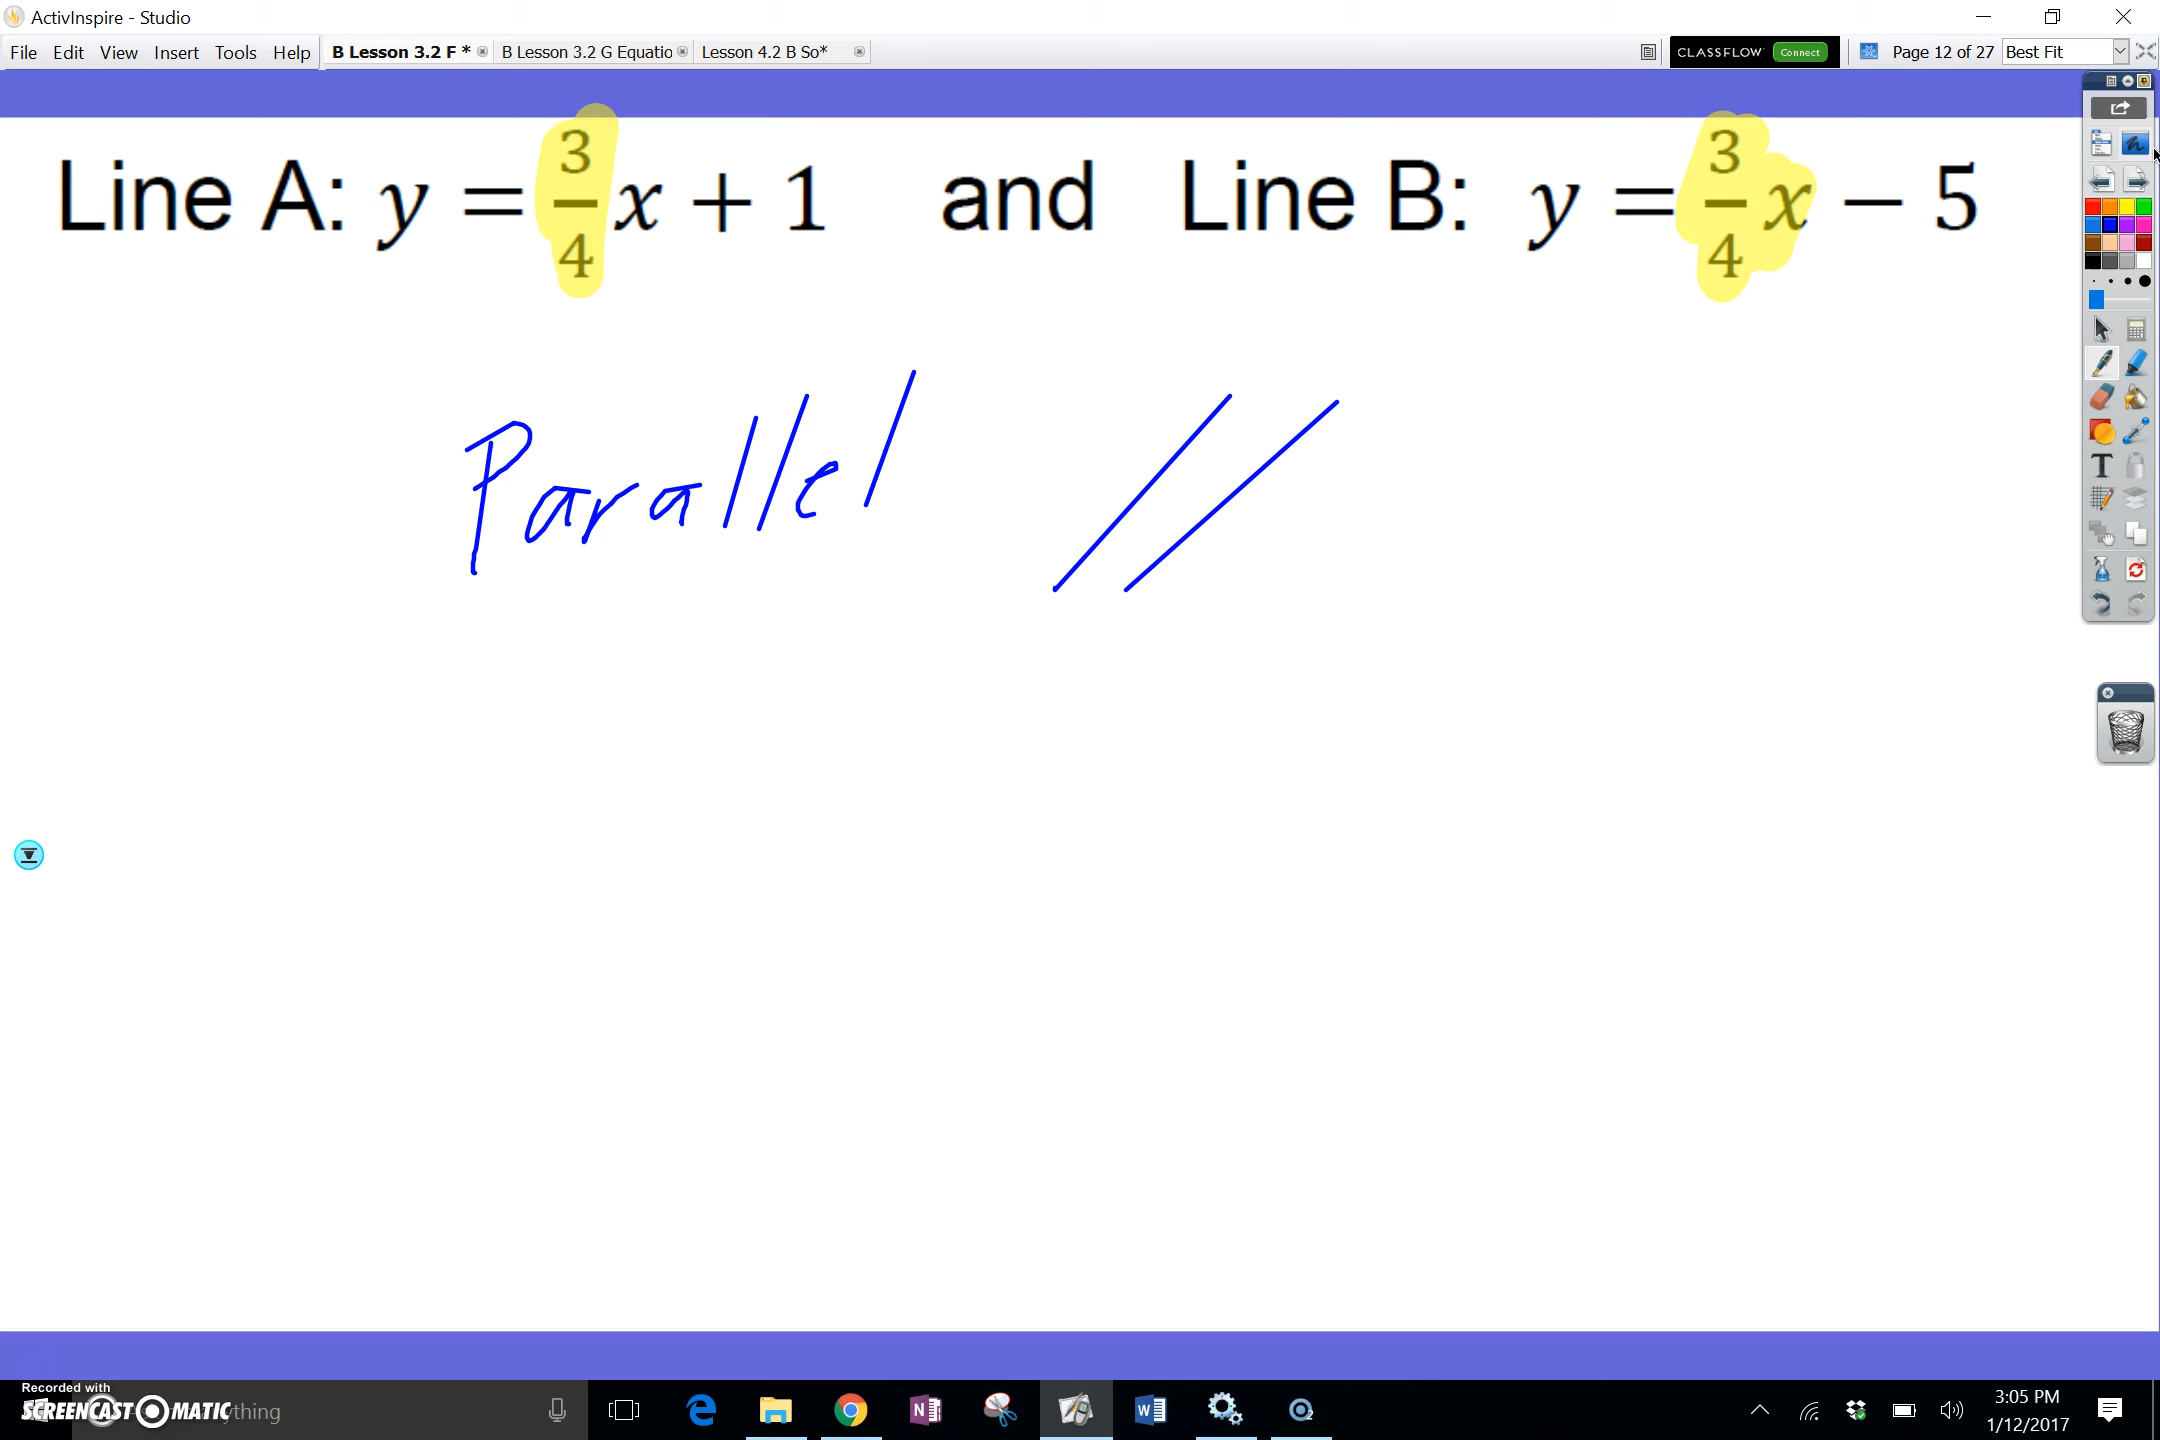 ActivInspire - Studio
File Edit View Insert Tools Help B Lesson 3.2 F * B Lesson 3.2 G Equatio Lesson 4.2 B So* CLASSFLOW Connect Page 12 of 27 Best Fit
Line A: y = 3/4 x + 1 and Line B: y = 3/4 x − 5
Parallel //
Recorded with
SCREENCAST-O-MATIC ything
3:05 PM
1/12/2017